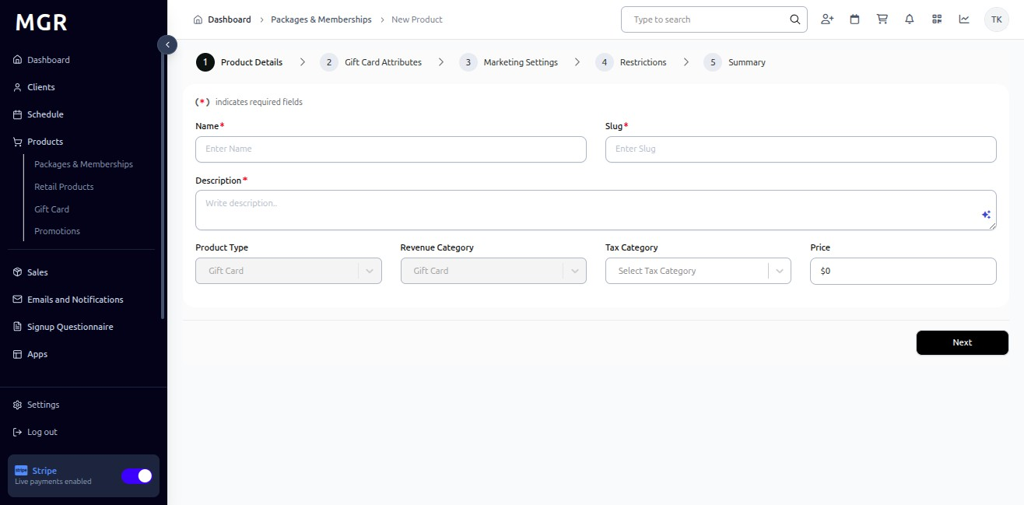 MGR
Dashboard > Packages & Memberships > New Product
Type to search
TK
Dashboard
Clients
Schedule
Products
Packages & Memberships
Retail Products
Gift Card
Promotions
Sales
Emails and Notifications
Signup Questionnaire
Apps
Settings
Log out
stripe Stripe
Live payments enabled
1 Product Details > 2 Gift Card Attributes > 3 Marketing Settings > 4 Restrictions > 5 Summary
(*) indicates required fields
Name* Slug*
Enter Name Enter Slug
Description*
Write description..
Product Type Revenue Category Tax Category Price
Gift Card Gift Card Select Tax Category $0
Next